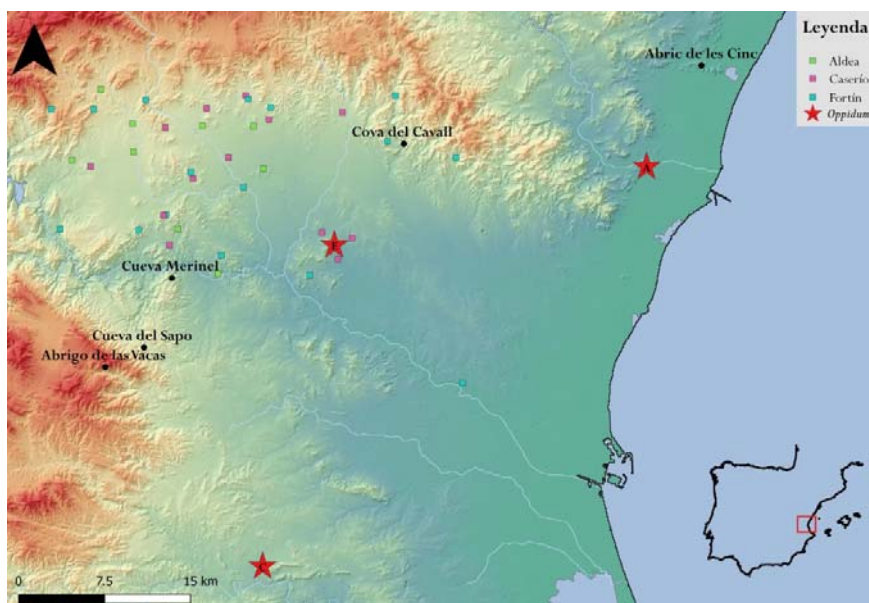 Leyenda
Aldea
Caserío
Fortín
Oppidum
Abric de les Cinc
Cova del Cavall
A
E
Cueva Merinel
Cueva del Sapo
Abrigo de las Vacas
C
0 7.5 15 km